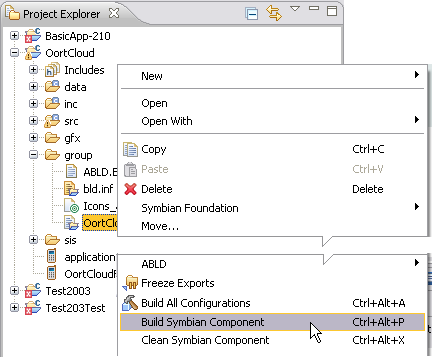 Project Explorer
BasicApp-210
OortCloud
Includes
data
inc
src
gfx
group
ABLD.
bld.inf
Icons_
OortClou
sis
application
OortCloud
Test2003
Test203Test
New
Open
Open With
Copy Ctrl+C
Paste Ctrl+V
Delete Delete
Symbian Foundation
Move...
ABLD
Freeze Exports
Build All Configurations Ctrl+Alt+A
Build Symbian Component Ctrl+Alt+P
Clean Symbian Component Ctrl+Alt+X